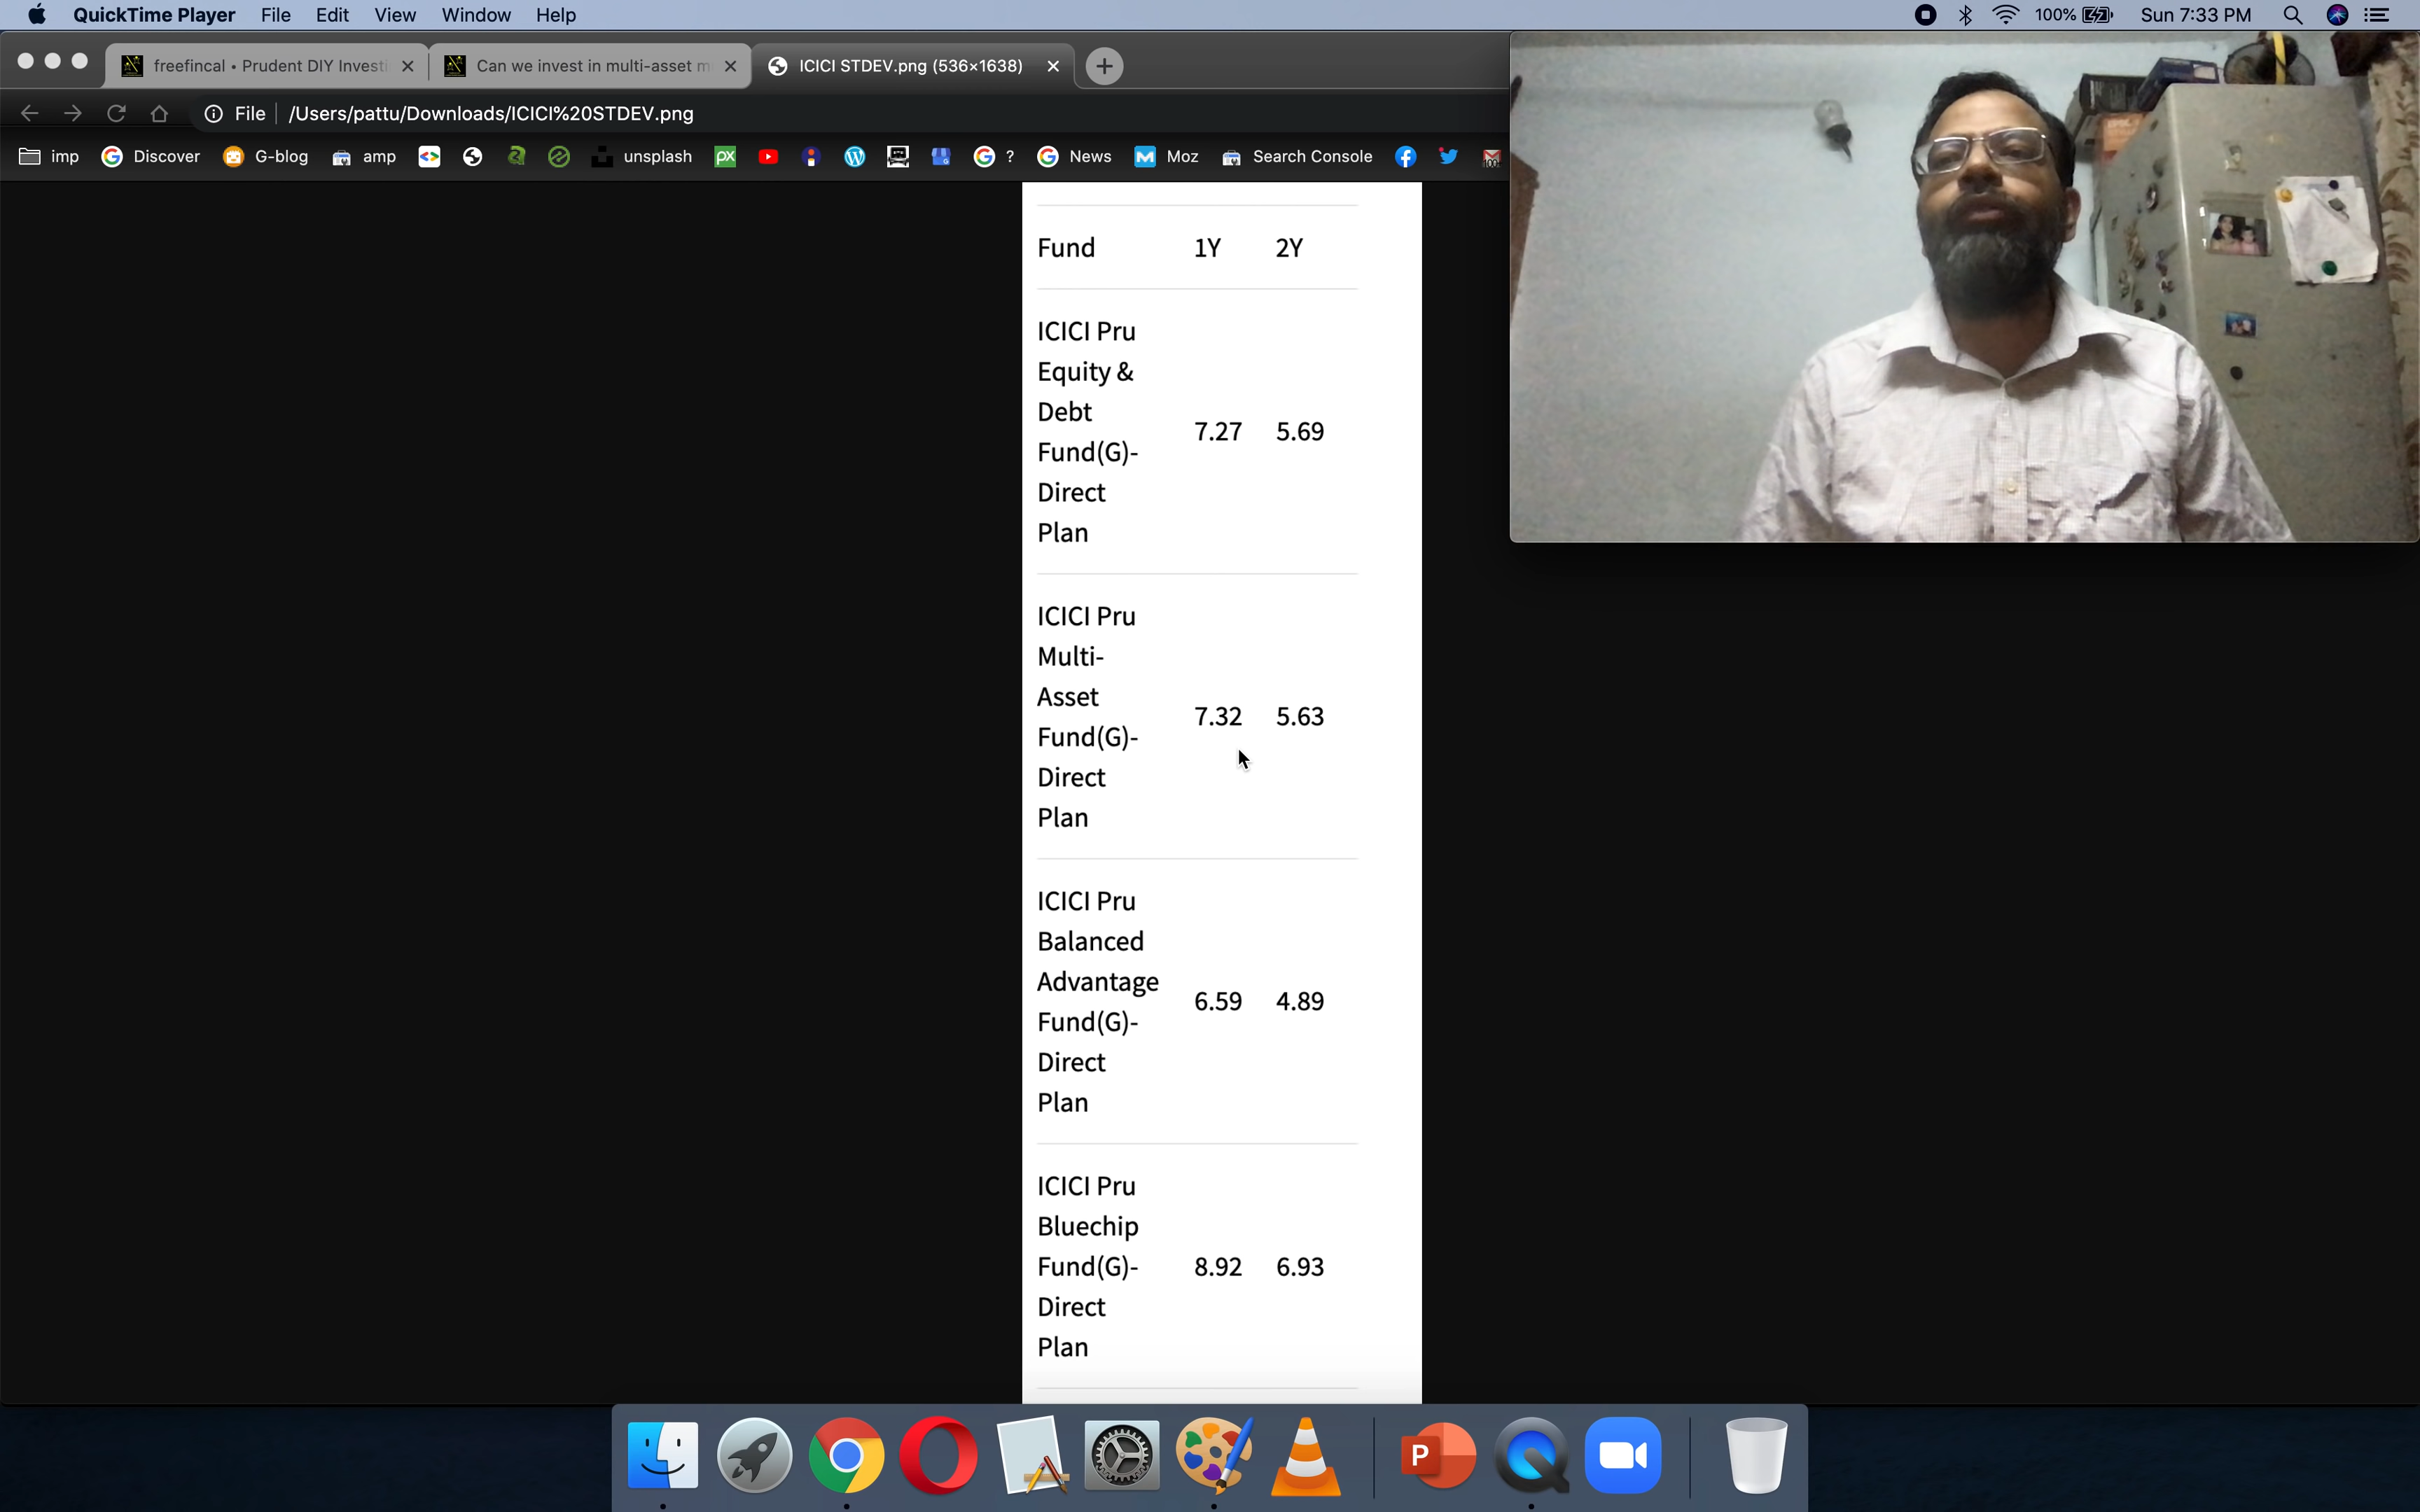 QuickTime Player File Edit View Window Help 100% Sun 7:33 PM
freefincal • Prudent DIY Investi Can we invest in multi-asset m ICICI STDEV.png (536×1638)
File /Users/pattu/Downloads/ICICI%20STDEV.png
imp Discover G-blog amp unsplash px ? News Moz Search Console
Fund 1Y 2Y
ICICI Pru
Equity &
Debt
7.27 5.69
Fund(G)-
Direct
Plan
ICICI Pru
Multi-
Asset
7.32 5.63
Fund(G)-
Direct
Plan
ICICI Pru
Balanced
Advantage
6.59 4.89
Fund(G)-
Direct
Plan
ICICI Pru
Bluechip
Fund(G)- 8.92 6.93
Direct
Plan
P